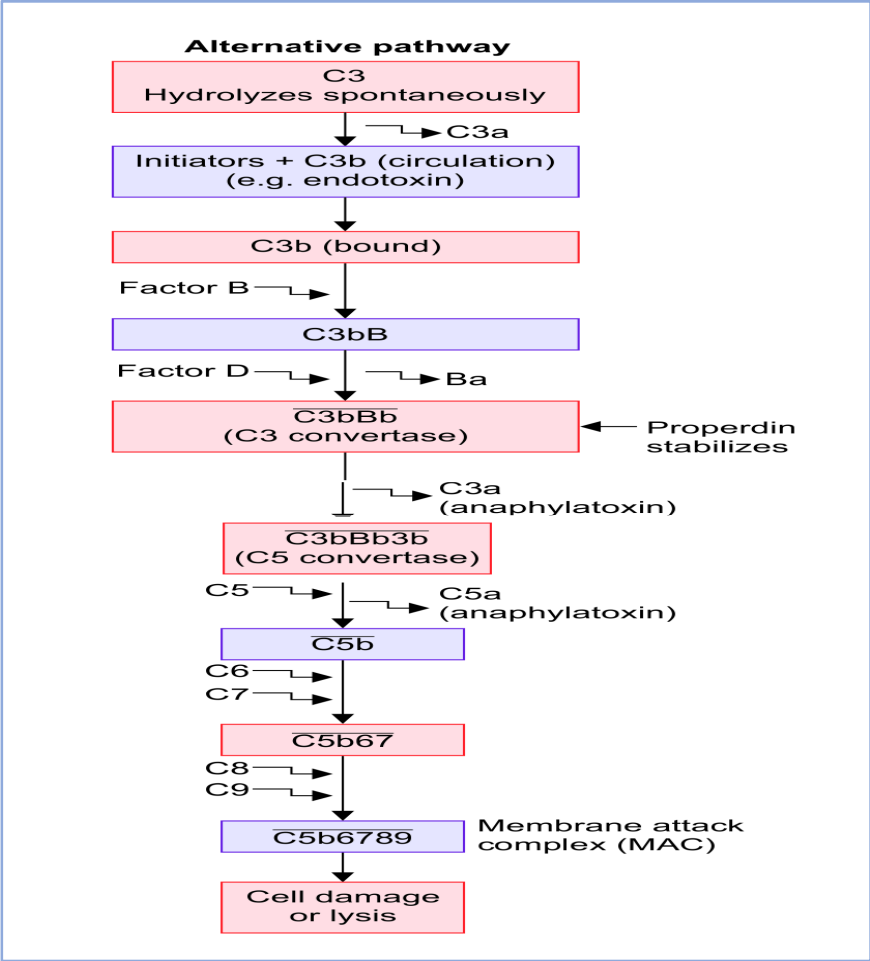 Alternative pathway
C3
Hydrolyzes spontaneously
C3a
Initiators + C3b (circulation)
(e.g. endotoxin)
C3b (bound)
Factor B
C3bB
Factor D
Ba
C3bBb
(C3 convertase)
Properdin
stabilizes
C3a
(anaphylatoxin)
C3bBb3b
(C5 convertase)
C5
C5a
(anaphylatoxin)
C5b
C6
C7
C5b67
C8
C9
C5b6789
Membrane attack
complex (MAC)
Cell damage
or lysis